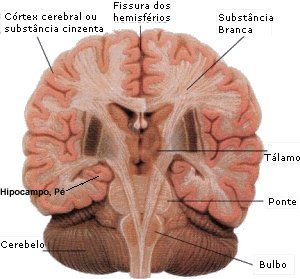 Fissura dos
hemisférios
Córtex cerebral ou
substância cinzenta
Substância
Branca
Tálamo
Hipocampo, Pé
Ponte
Cerebelo
Bulbo